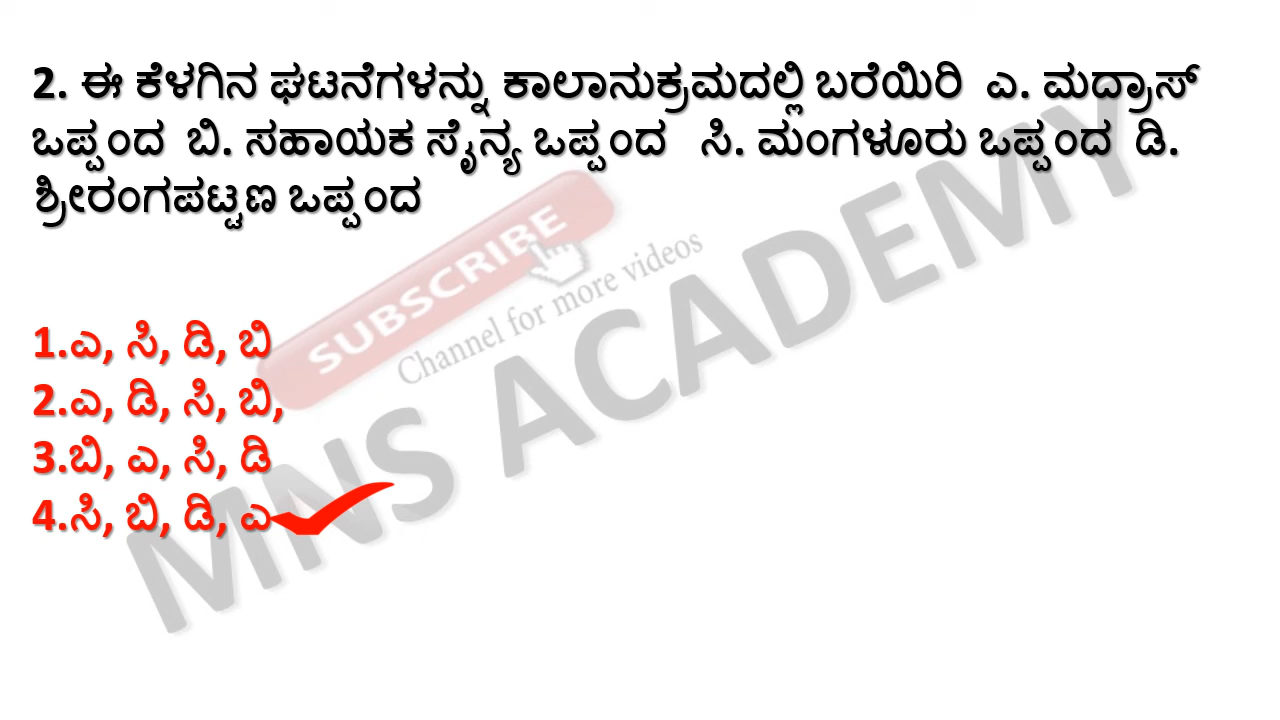 2. ಈ ಕೆಳಗಿನ ಘಟನೆಗಳನ್ನು ಕಾಲಾನುಕ್ರಮದಲ್ಲಿ ಬರೆಯಿರಿ ಎ. ಮದ್ರಾಸ್
ಒಪ್ಪಂದ ಬಿ. ಸಹಾಯಕ ಸೈನ್ಯ ಒಪ್ಪಂದ ಸಿ. ಮಂಗಳೂರು ಒಪ್ಪಂದ ಡಿ.
ಶ್ರೀರಂಗಪಟ್ಟಣ ಒಪ್ಪಂದ
SUBSCRIBE
Channel for more videos
MNS ACADEMY
1.ಎ, ಸಿ, ಡಿ, ಬಿ
2.ಎ, ಡಿ, ಸಿ, ಬಿ,
3.ಬಿ, ಎ, ಸಿ, ಡಿ
4.ಸಿ, ಬಿ, ಡಿ, ಎ